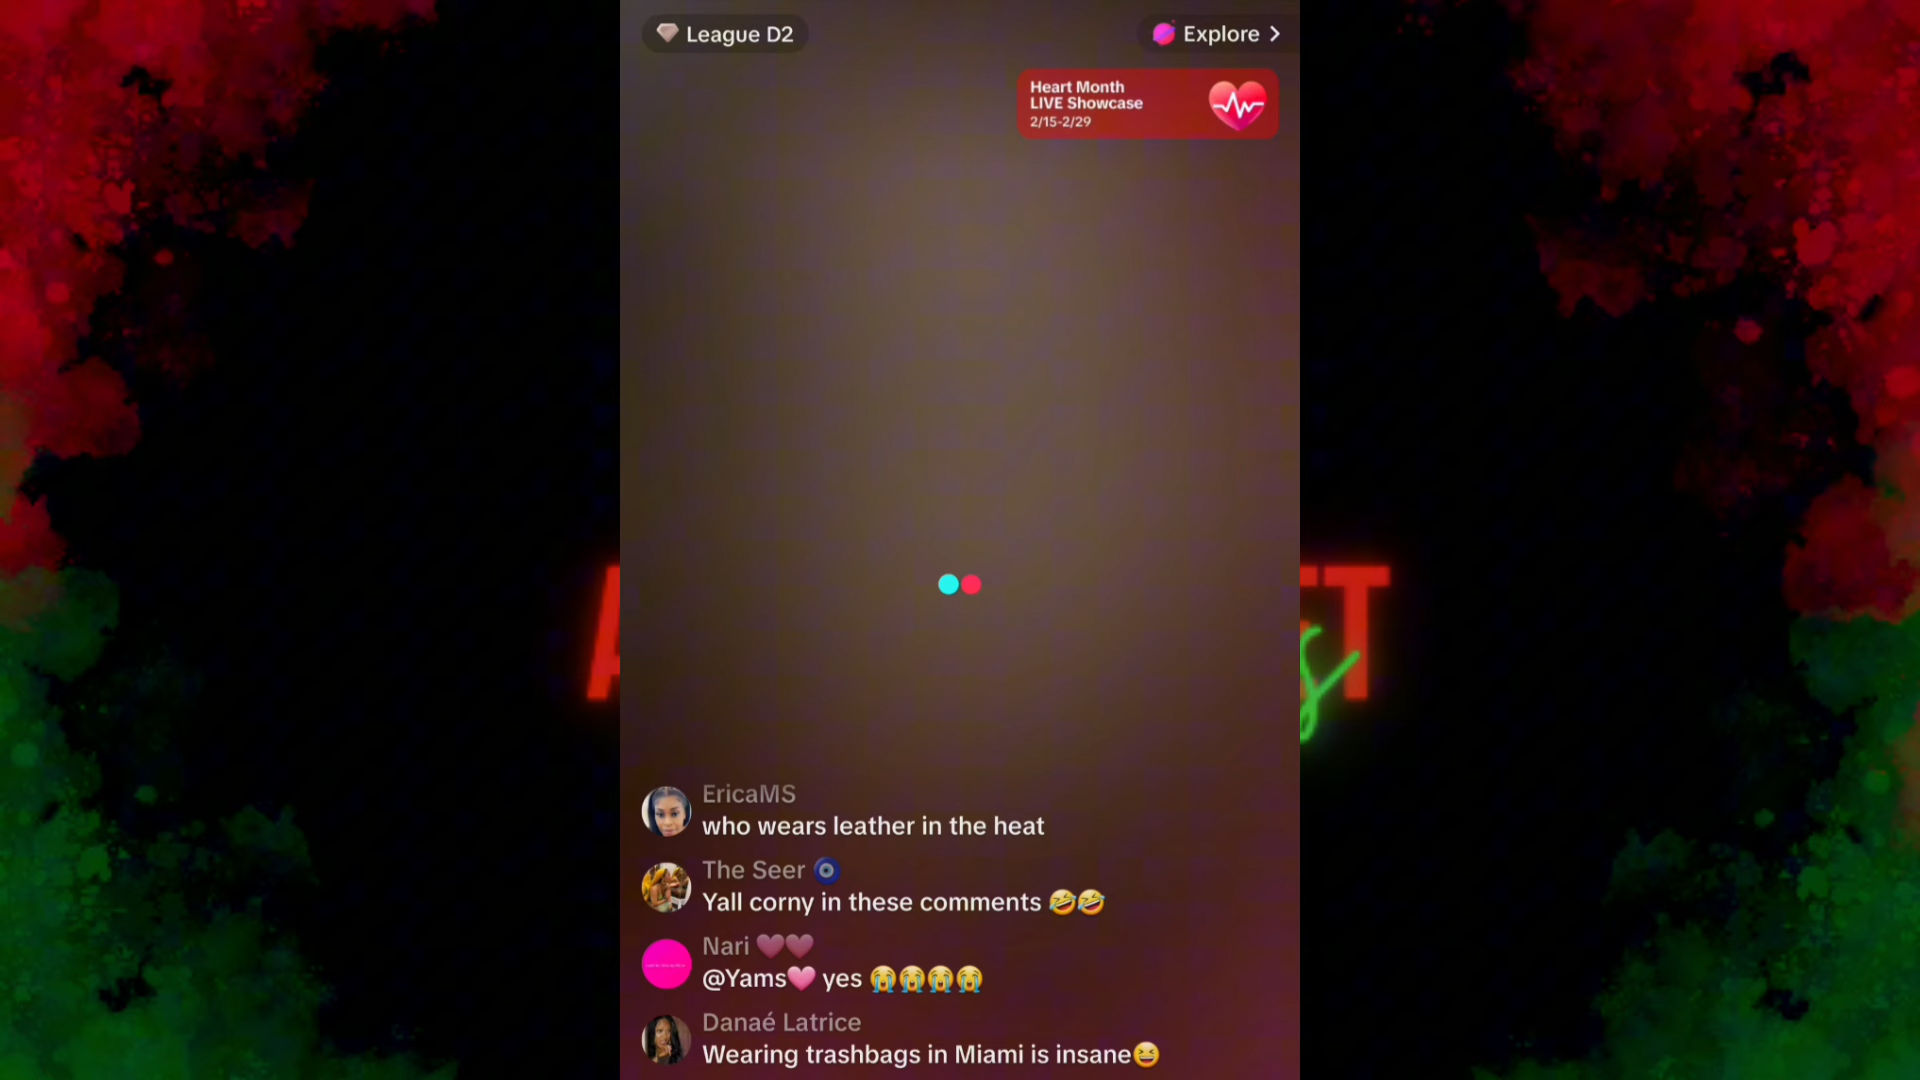 League D2
Explore >
Heart Month
LIVE Showcase
2/15-2/29
EricaMS
who wears leather in the heat
The Seer 🧿
Yall corny in these comments 🤣🤣
Nari 💜💜
@Yams🩷 yes 😭😭😭😭
Danaé Latrice
Wearing trashbags in Miami is insane😆